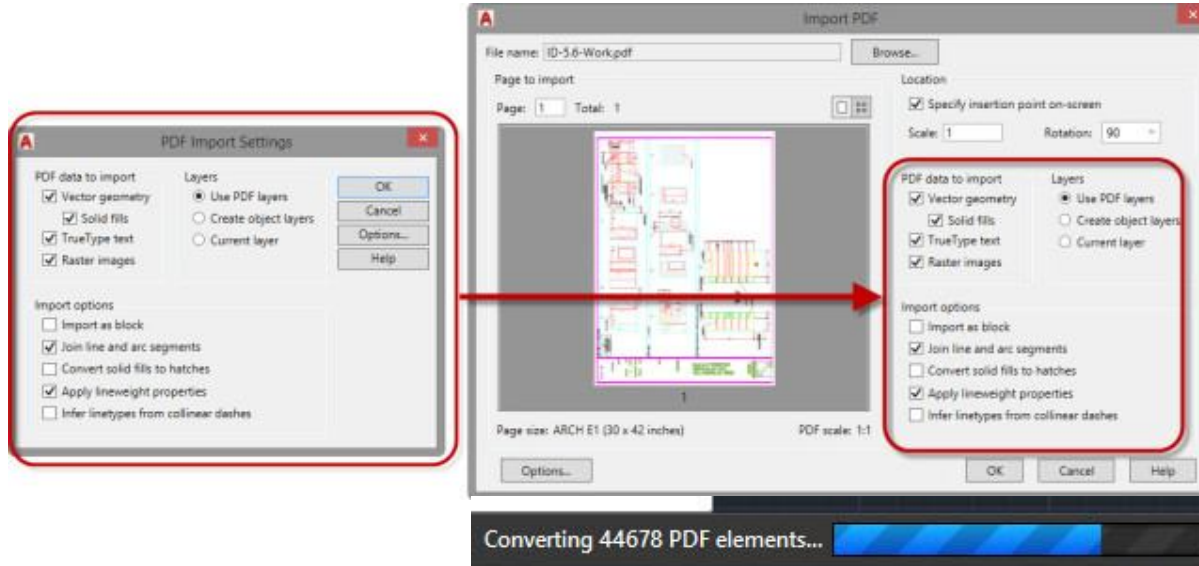 PDF Import Settings
PDF data to import
Vector geometry
Solid fills
TrueType text
Raster images
Layers
Use PDF layers
Create object layers
Current layer
OK
Cancel
Options...
Help
Import options
Import as block
Join line and arc segments
Convert solid fills to hatches
Apply lineweight properties
Infer linetypes from collinear dashes
Import PDF
File name: ID-5.6-Work.pdf
Browse...
Page to import
Page: 1 Total: 1
1
Page size: ARCH E1 (30 x 42 inches)
PDF scale: 1:1
Location
Specify insertion point on-screen
Scale: 1
Rotation: 90
PDF data to import
Vector geometry
Solid fills
TrueType text
Raster images
Layers
Use PDF layers
Create object layers
Current layer
Import options
Import as block
Join line and arc segments
Convert solid fills to hatches
Apply lineweight properties
Infer linetypes from collinear dashes
Options...
OK
Cancel
Help
Converting 44678 PDF elements...